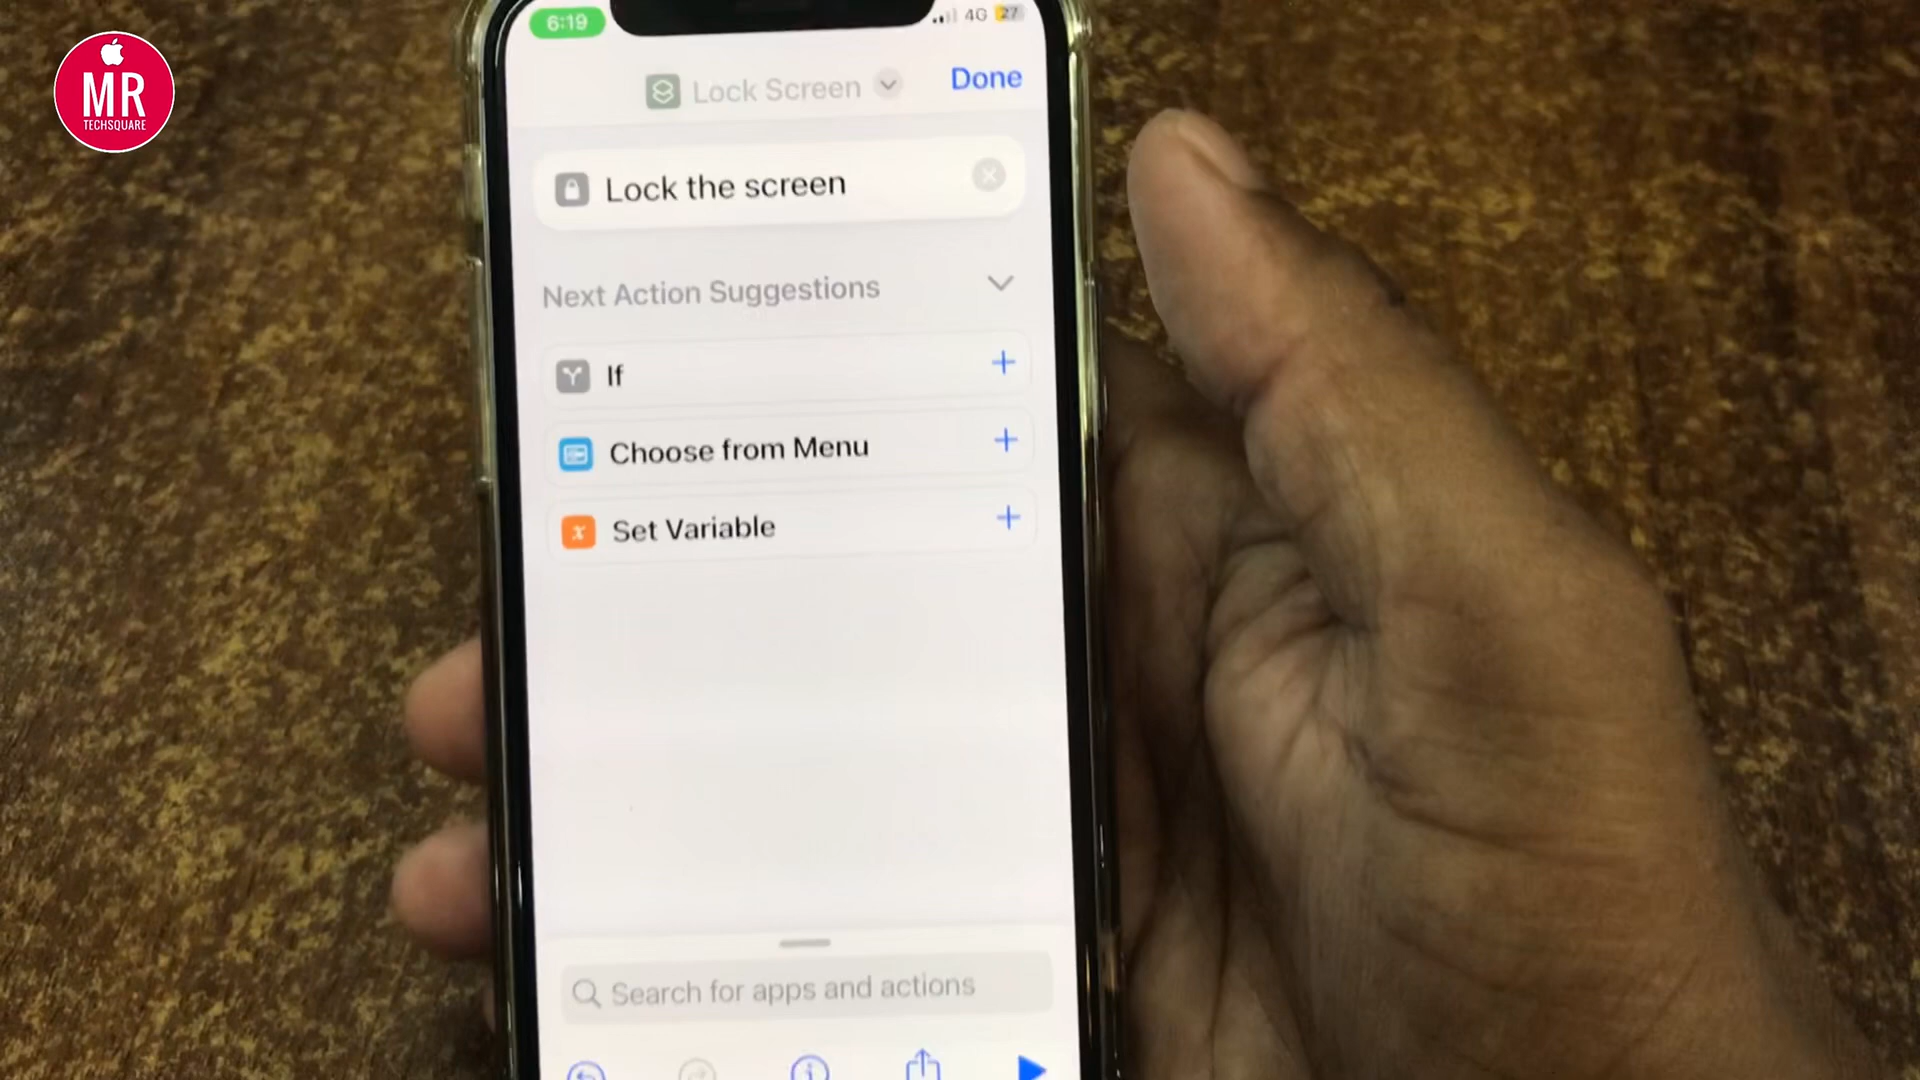 MR
TECHSQUARE
6:19
4G 27
Lock Screen
Done
Lock the screen
Next Action Suggestions
If
Choose from Menu
Set Variable
Search for apps and actions